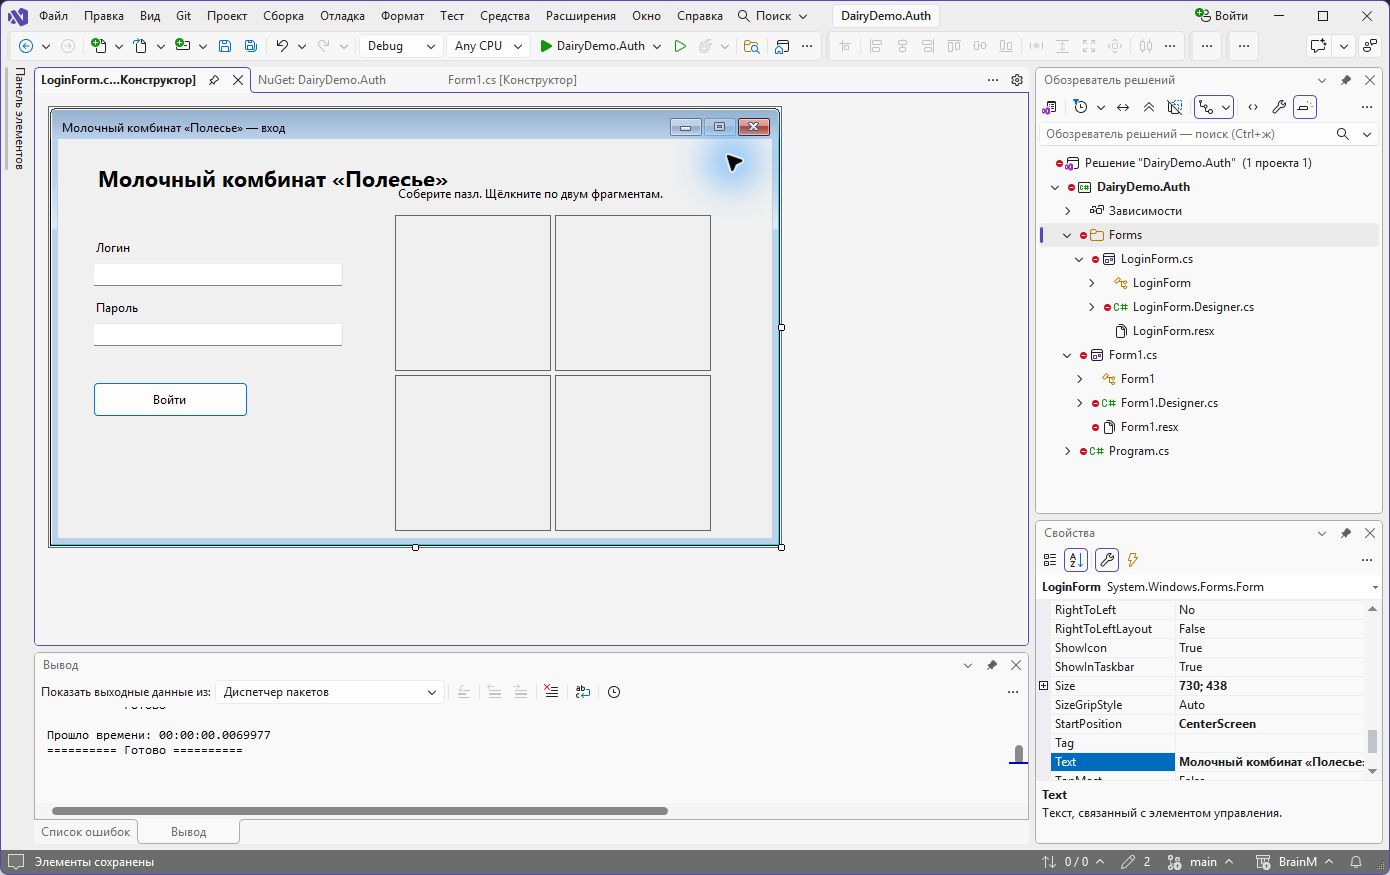 Файл Правка Вид Git Проект Сборка Отладка Формат Тест Средства Расширения Окно Справка Поиск DairyDemo.Auth Войти
Debug Any CPU DairyDemo.Auth
Панель элементов
LoginForm.c...Конструктор] NuGet: DairyDemo.Auth Form1.cs [Конструктор]
Молочный комбинат «Полесье» — вход
Молочный комбинат «Полесье»
Соберите пазл. Щёлкните по двум фрагментам.
Логин
Пароль
Войти
Вывод
Показать выходные данные из: Диспетчер пакетов
Прошло времени: 00:00:00.0069977
========== Готово ==========
Список ошибок Вывод
Обозреватель решений
Обозреватель решений — поиск (Ctrl+ж)
Решение "DairyDemo.Auth" (1 проекта 1)
DairyDemo.Auth
Зависимости
Forms
LoginForm.cs
LoginForm
C# LoginForm.Designer.cs
LoginForm.resx
Form1.cs
Form1
C# Form1.Designer.cs
Form1.resx
C# Program.cs
Свойства
LoginForm System.Windows.Forms.Form
RightToLeft No
RightToLeftLayout False
ShowIcon True
ShowInTaskbar True
Size 730; 438
SizeGripStyle Auto
StartPosition CenterScreen
Tag
Text Молочный комбинат «Полесье»
Text
Текст, связанный с элементом управления.
Элементы сохранены 0 / 0 2 main BrainM